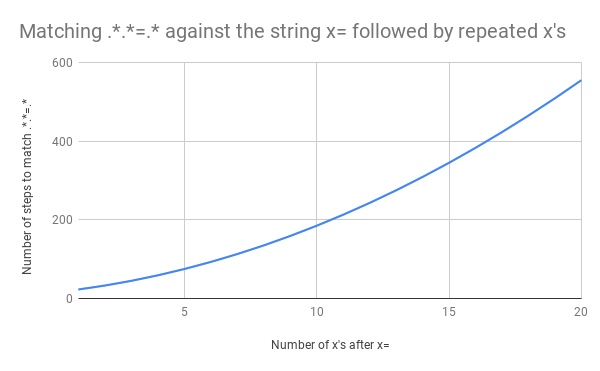 Matching .*.*=.* against the string x= followed by repeated x's
600
400
200
0
Number of steps to match .*.*=.*
5
10
15
20
Number of x's after x=